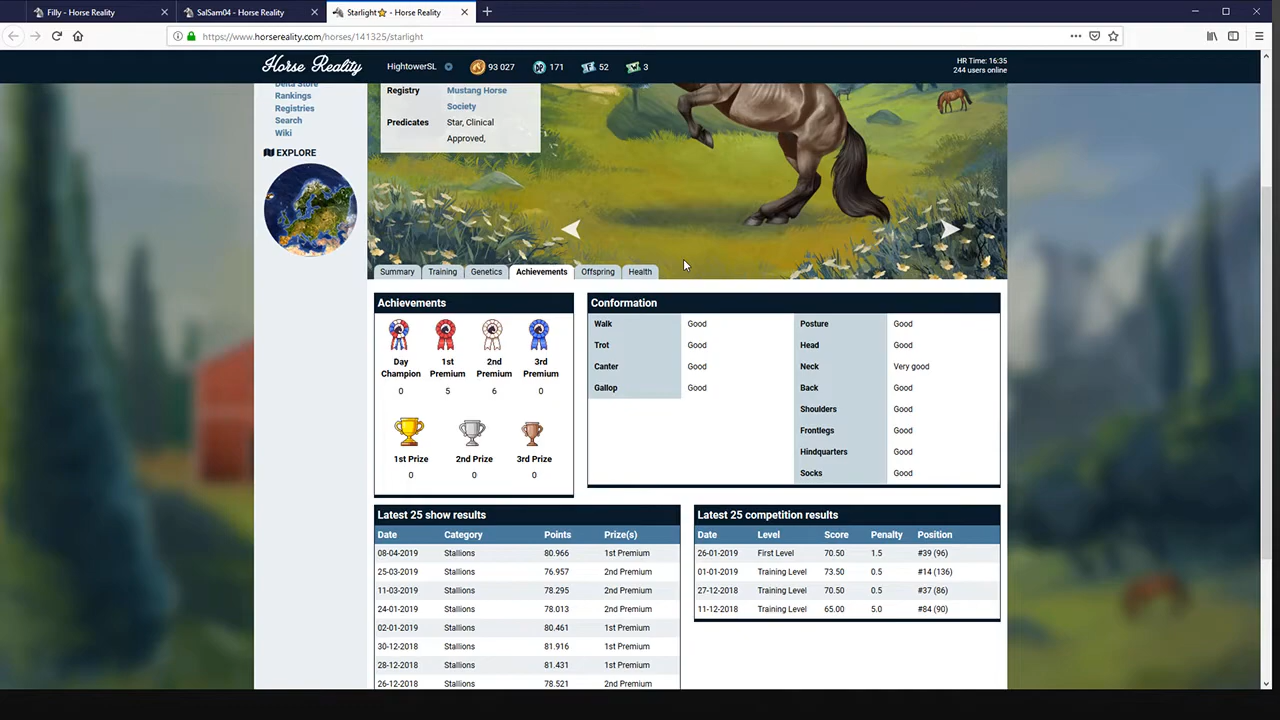 Filly - Horse Reality
SalSam04 - Horse Reality
Starlight⭐ - Horse Reality
https://www.horsereality.com/horses/141325/starlight
Horse Reality
HightowerSL
93 027
171
52
3
HR Time: 16:35
244 users online
Delta Store
Rankings
Registries
Search
Wiki
EXPLORE
Registry Mustang Horse
Society
Predicates Star, Clinical
Approved,
Summary Training Genetics Achievements Offspring Health
Achievements
Day 1st 2nd 3rd
Champion Premium Premium Premium
0 5 6 0
1st Prize 2nd Prize 3rd Prize
0 0 0
Conformation
Walk Good Posture Good
Trot Good Head Good
Canter Good Neck Very good
Gallop Good Back Good
Shoulders Good
Frontlegs Good
Hindquarters Good
Socks Good
Latest 25 show results
Date Category Points Prize(s)
08-04-2019 Stallions 80.966 1st Premium
25-03-2019 Stallions 76.957 2nd Premium
11-03-2019 Stallions 78.295 2nd Premium
24-01-2019 Stallions 78.013 2nd Premium
02-01-2019 Stallions 80.461 1st Premium
30-12-2018 Stallions 81.916 1st Premium
28-12-2018 Stallions 81.431 1st Premium
26-12-2018 Stallions 78.521 2nd Premium
Latest 25 competition results
Date Level Score Penalty Position
26-01-2019 First Level 70.50 1.5 #39 (96)
01-01-2019 Training Level 73.50 0.5 #14 (136)
27-12-2018 Training Level 70.50 0.5 #37 (86)
11-12-2018 Training Level 65.00 5.0 #84 (90)